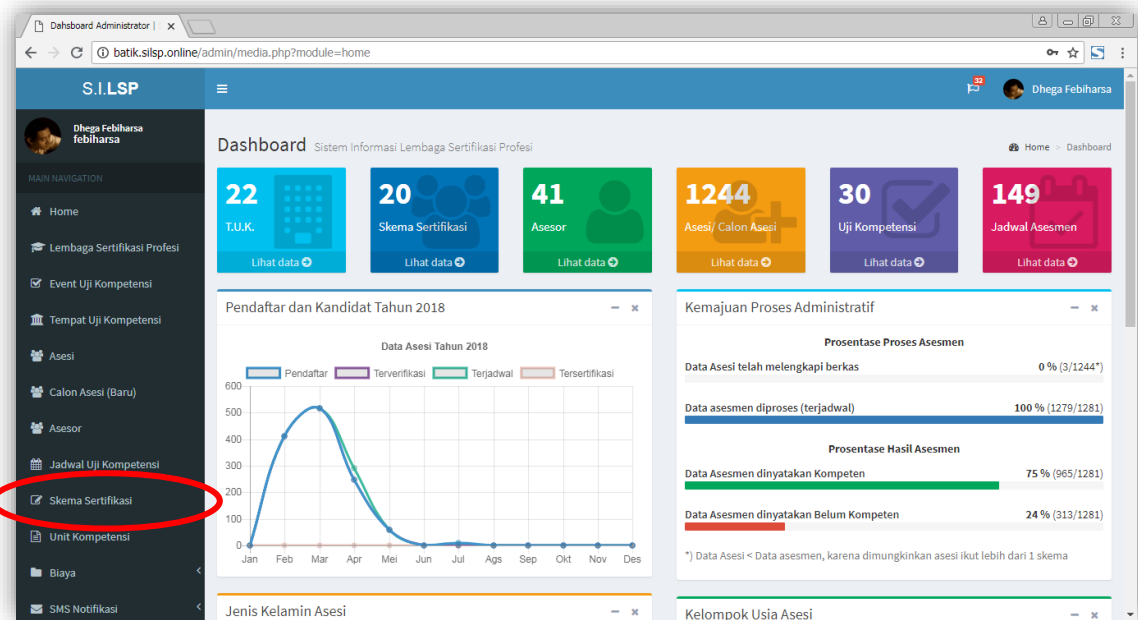 Dahsboard Administrator |
batik.silsp.online/admin/media.php?module=home
S.I.LSP
32
Dhega Febiharsa
Dhega Febiharsa
febiharsa
MAIN NAVIGATION
Home
Lembaga Sertifikasi Profesi
Event Uji Kompetensi
Tempat Uji Kompetensi
Asesi
Calon Asesi (Baru)
Asesor
Jadwal Uji Kompetensi
Skema Sertifikasi
Unit Kompetensi
Biaya
SMS Notifikasi
Dashboard Sistem Informasi Lembaga Sertifikasi Profesi
Home > Dashboard
22
T.U.K.
Lihat data
20
Skema Sertifikasi
Lihat data
41
Asesor
Lihat data
1244
Asesi/ Calon Asesi
Lihat data
30
Uji Kompetensi
Lihat data
149
Jadwal Asesmen
Lihat data
Pendaftar dan Kandidat Tahun 2018
Data Asesi Tahun 2018
Pendaftar Terverifikasi Terjadwal Tersertifikasi
600
500
400
300
200
100
0
Jan Feb Mar Apr Mei Jun Jul Ags Sep Okt Nov Des
Kemajuan Proses Administratif
Prosentase Proses Asesmen
Data Asesi telah melengkapi berkas 0 % (3/1244*)
Data asesmen diproses (terjadwal) 100 % (1279/1281)
Prosentase Hasil Asesmen
Data Asesmen dinyatakan Kompeten 75 % (965/1281)
Data Asesmen dinyatakan Belum Kompeten 24 % (313/1281)
*) Data Asesi < Data asesmen, karena dimungkinkan asesi ikut lebih dari 1 skema
Jenis Kelamin Asesi
Kelompok Usia Asesi